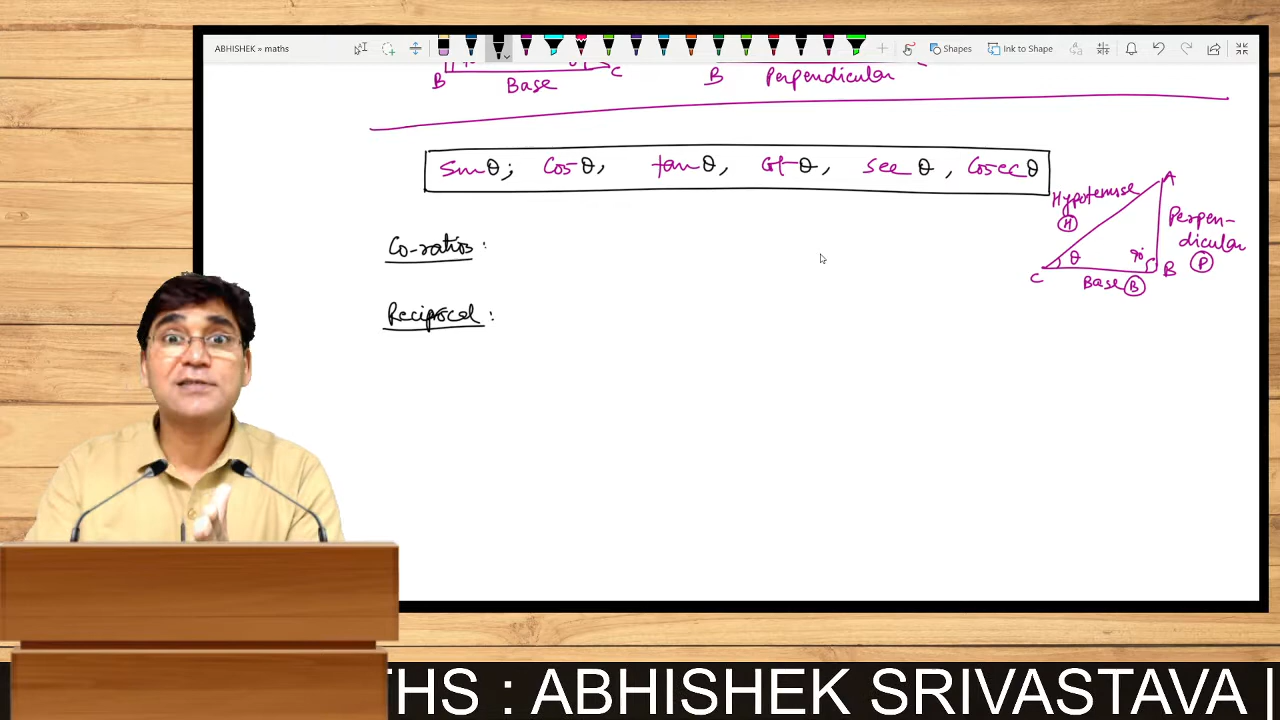 ABHISHEK » maths
Shapes
Ink to Shape
B
Base
C
B
Perpendicular
sinθ; cosθ, tanθ, cotθ, secθ, cosecθ
Co-ratios:
Reciprocal:
A
Hypotenuse
H
Perpen-
dicular
P
θ
90°
C
B
Base B
THS : ABHISHEK SRIVASTAVA |